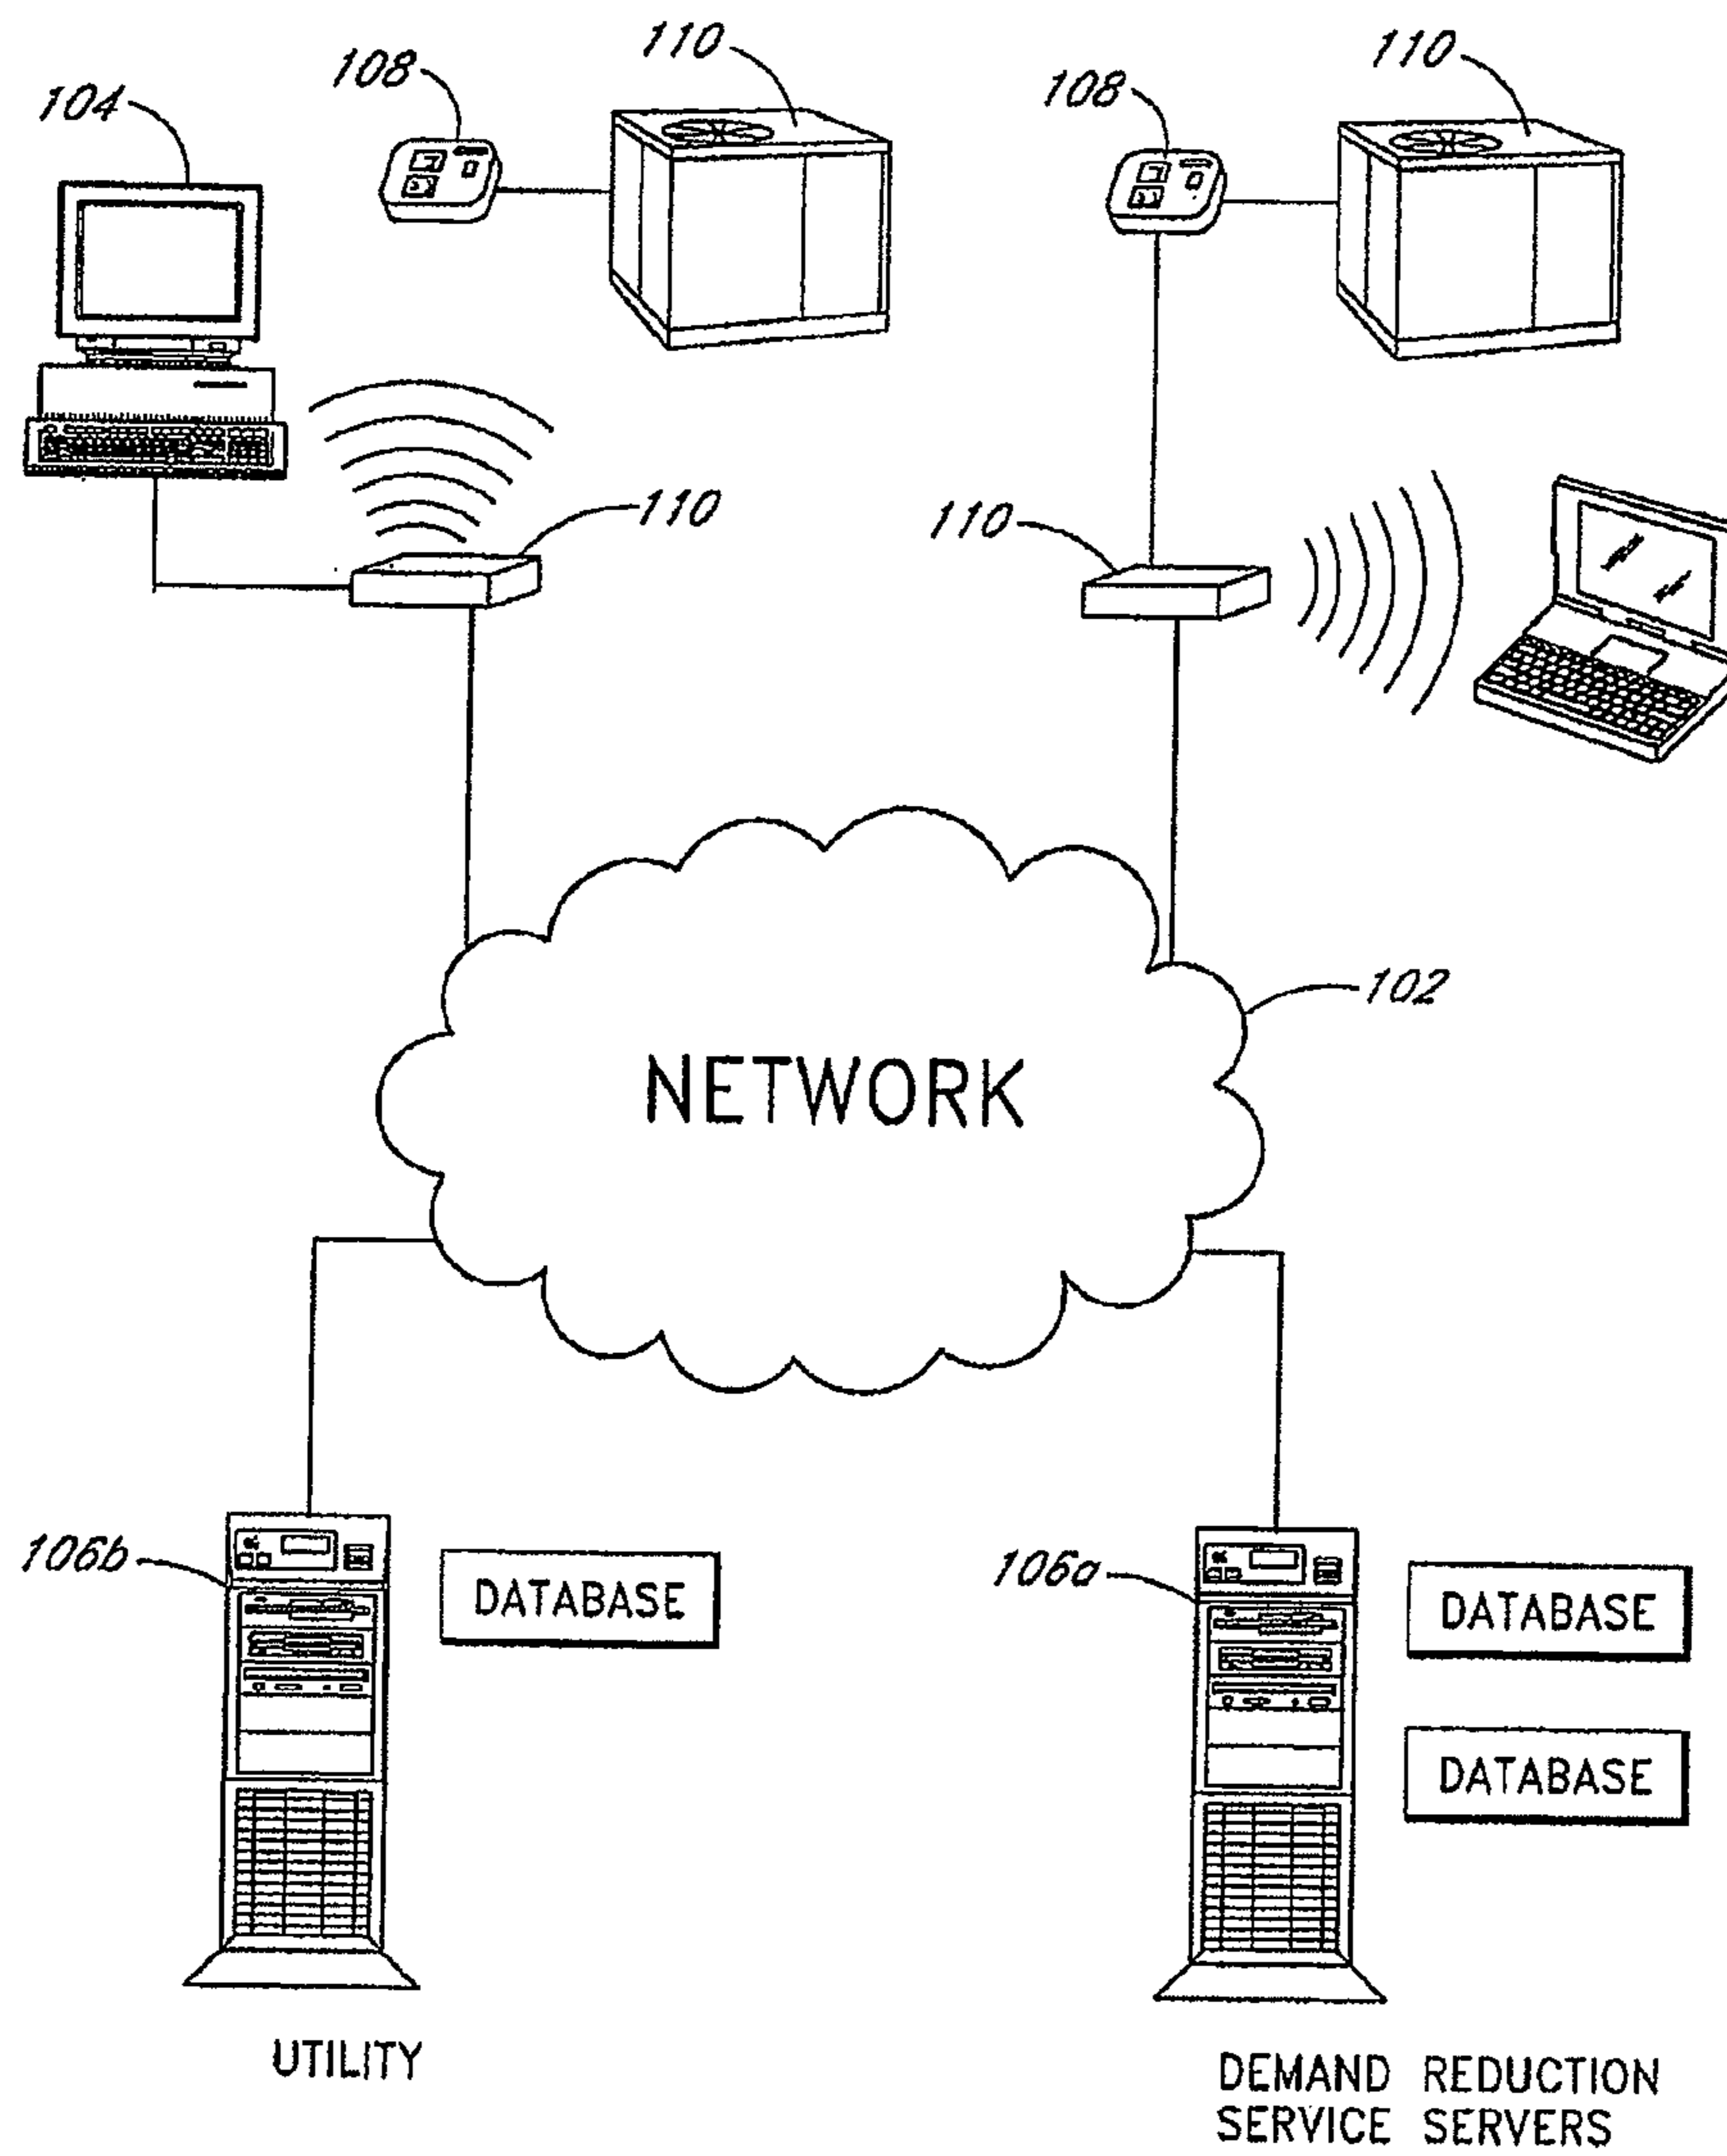 110
110
108
108
104
110
110
102
NETWORK
106b
DATABASE
106a
DATABASE
DATABASE
UTILITY
DEMAND REDUCTION
SERVICE SERVERS